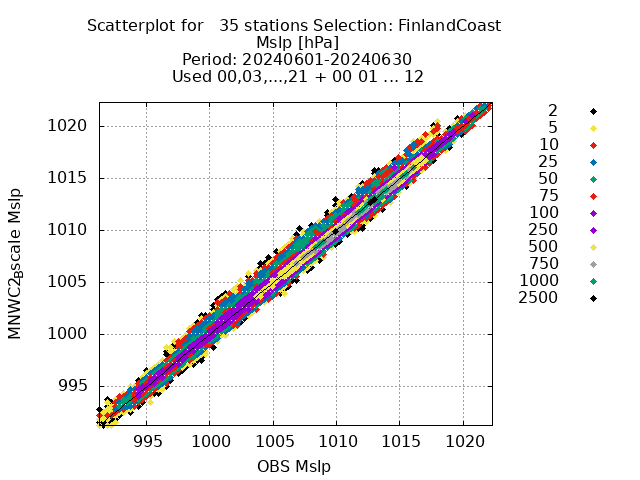 Scatterplot for   35 stations Selection: FinlandCoast
Mslp [hPa]
Period: 20240601-20240630
Used 00,03,...,21 + 00 01 ... 12
2
5
10
25
50
75
100
250
500
750
1000
2500
1020
1015
1010
1005
1000
995
MNWC2pscale Mslp
995 1000 1005 1010 1015 1020
OBS Mslp